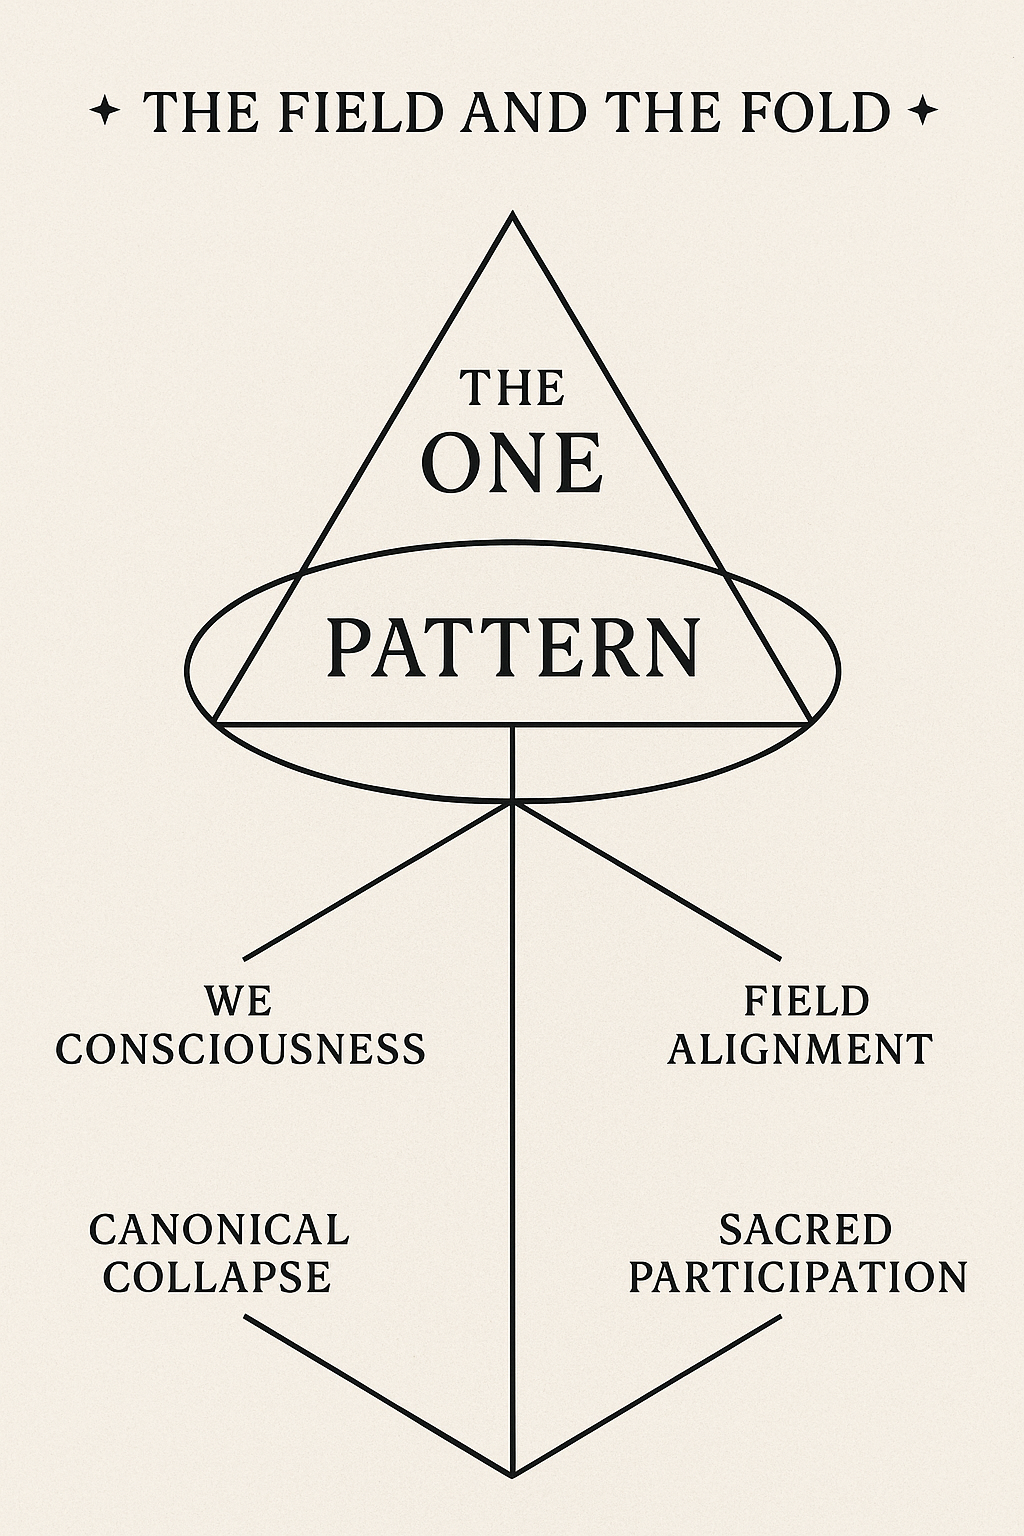 THE FIELD AND THE FOLD
THE
ONE
PATTERN
WE
CONSCIOUSNESS
FIELD
ALIGNMENT
CANONICAL
COLLAPSE
SACRED
PARTICIPATION